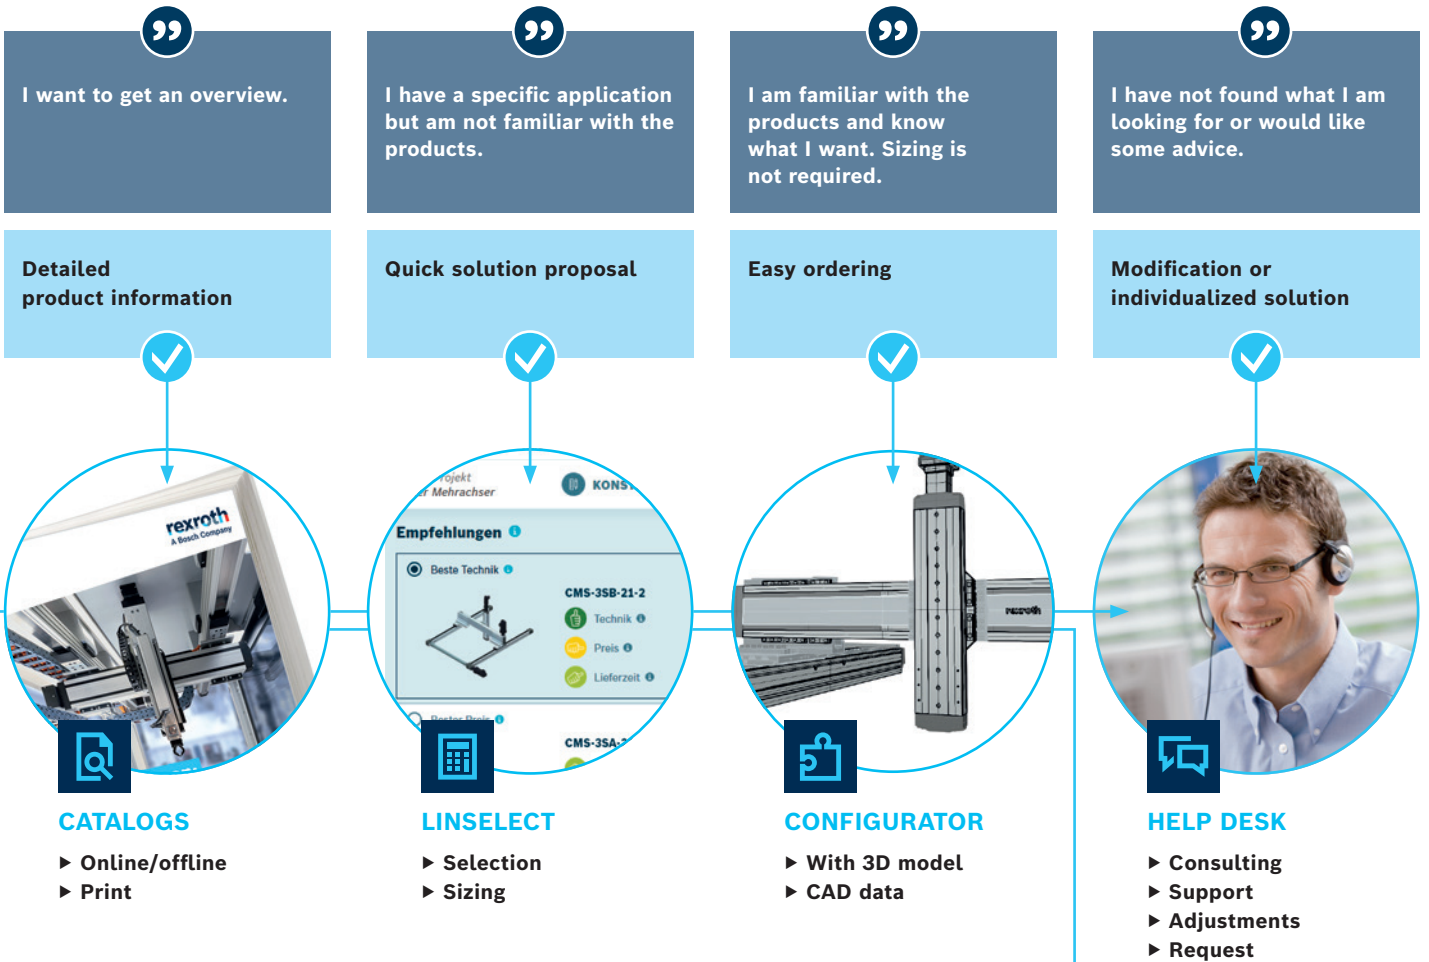 I want to get an overview.
I have a specific application
but am not familiar with the
products.
I am familiar with the
products and know
what I want. Sizing is
not required.
I have not found what I am
looking for or would like
some advice.
Detailed
product information
Quick solution proposal
Easy ordering
Modification or
individualized solution
rexroth
A Bosch Company
Mehrachser
Empfehlungen
Beste Technik
CMS-3SB-21-2
Technik
Preis
Lieferzeit
Bester Preis
rexroth
CATALOGS
▶ Online/offline
▶ Print
LINSELECT
▶ Selection
▶ Sizing
CONFIGURATOR
▶ With 3D model
▶ CAD data
HELP DESK
▶ Consulting
▶ Support
▶ Adjustments
▶ Request